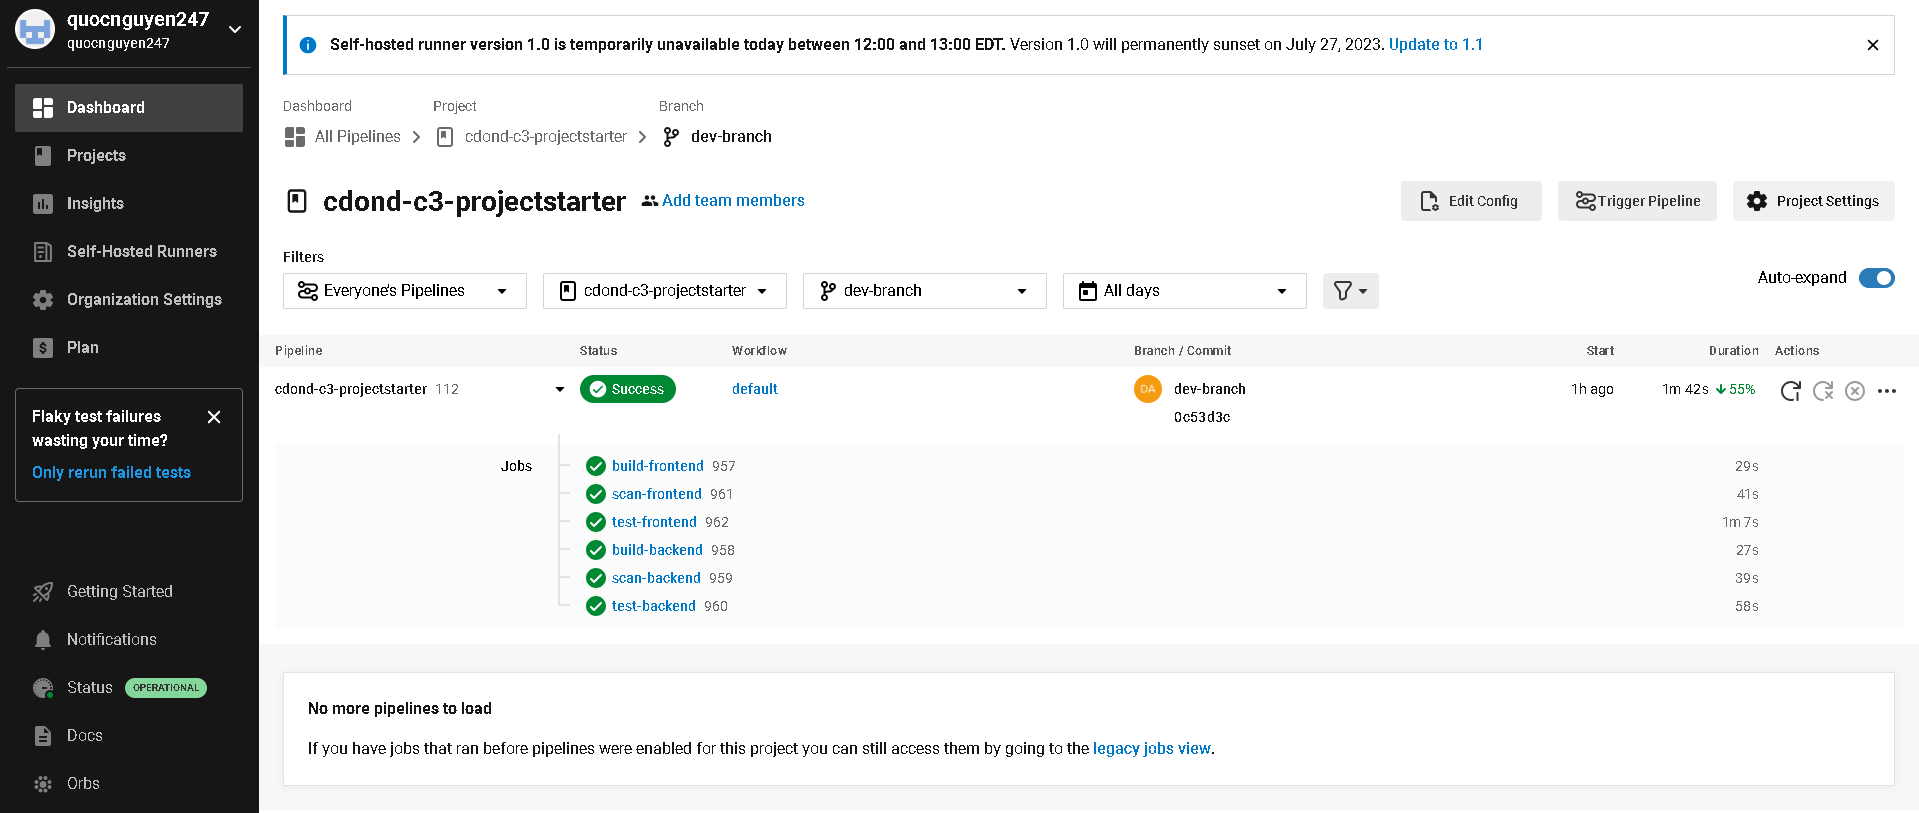 quocnguyen247
quocnguyen247
Dashboard
Projects
Insights
Self-Hosted Runners
Organization Settings
$ Plan
Flaky test failures
wasting your time?
Only rerun failed tests
Getting Started
Notifications
Status OPERATIONAL
Docs
Orbs
Self-hosted runner version 1.0 is temporarily unavailable today between 12:00 and 13:00 EDT. Version 1.0 will permanently sunset on July 27, 2023. Update to 1.1
Dashboard Project Branch
All Pipelines cdond-c3-projectstarter dev-branch
cdond-c3-projectstarter Add team members Edit Config Trigger Pipeline Project Settings
Filters
Everyone's Pipelines cdond-c3-projectstarter dev-branch All days Auto-expand
Pipeline Status Workflow Branch / Commit Start Duration Actions
cdond-c3-projectstarter 112 Success default DA dev-branch 1h ago 1m 42s 55%
0c53d3c
Jobs build-frontend 957 29s
scan-frontend 961 41s
test-frontend 962 1m 7s
build-backend 958 27s
scan-backend 959 39s
test-backend 960 58s
No more pipelines to load
If you have jobs that ran before pipelines were enabled for this project you can still access them by going to the legacy jobs view.